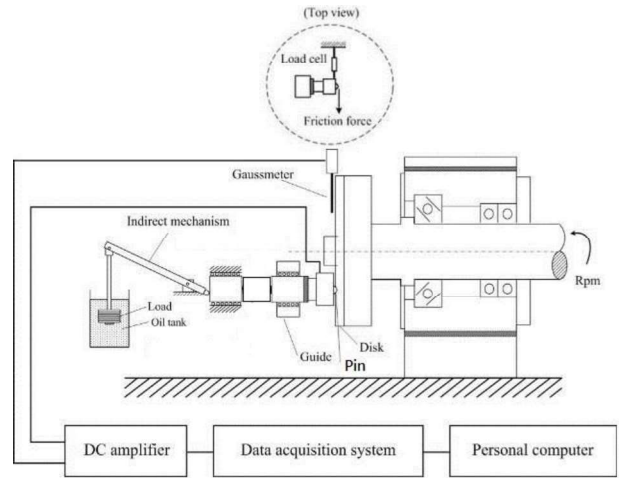 (Top view)
Load cell
Friction force
Gaussmeter
Indirect mechanism
Rpm
Load
Oil tank
Guide
Disk
Pin
DC amplifier
Data acquisition system
Personal computer